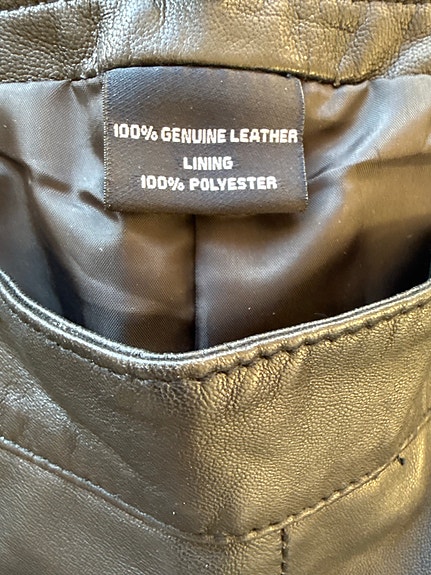 100% GENUINE LEATHER
LINING
100% POLYESTER